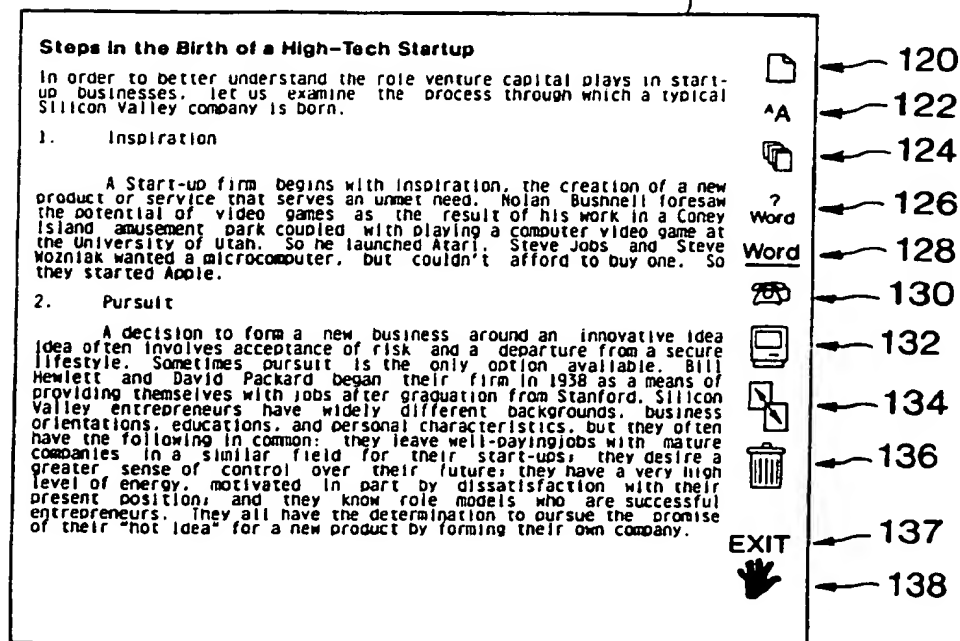 Steps in the Birth of a High-Tech Startup
In order to better understand the role venture capital plays in start-
up businesses, let us examine the process through which a typical
Silicon Valley company is born.
1. Inspiration
A Start-up firm begins with inspiration, the creation of a new
product or service that serves an unmet need. Nolan Bushnell foresaw
the potential of video games as the result of his work in a Coney
Island amusement park coupled with playing a computer video game at
the University of Utah. So he launched Atari. Steve Jobs and Steve
Wozniak wanted a microcomputer, but couldn't afford to buy one. So
they started Apple.
2. Pursuit
A decision to form a new business around an innovative idea
idea often involves acceptance of risk and a departure from a secure
lifestyle. Sometimes pursuit is the only option available. Bill
Hewlett and David Packard began their firm in 1938 as a means of
providing themselves with jobs after graduation from Stanford. Silicon
Valley entrepreneurs have widely different backgrounds, business
orientations, educations, and personal characteristics, but they often
have the following in common: they leave well-payingjobs with mature
companies in a similar field for their start-ups; they desire a
greater sense of control over their future; they have a very high
level of energy, motivated in part by dissatisfaction with their
present position; and they know role models who are successful
entrepreneurs. They all have the determination to pursue the promise
of their "hot idea" for a new product by forming their own company.
120
AA
122
124
? Word
126
Word
128
130
132
134
136
EXIT
137
138